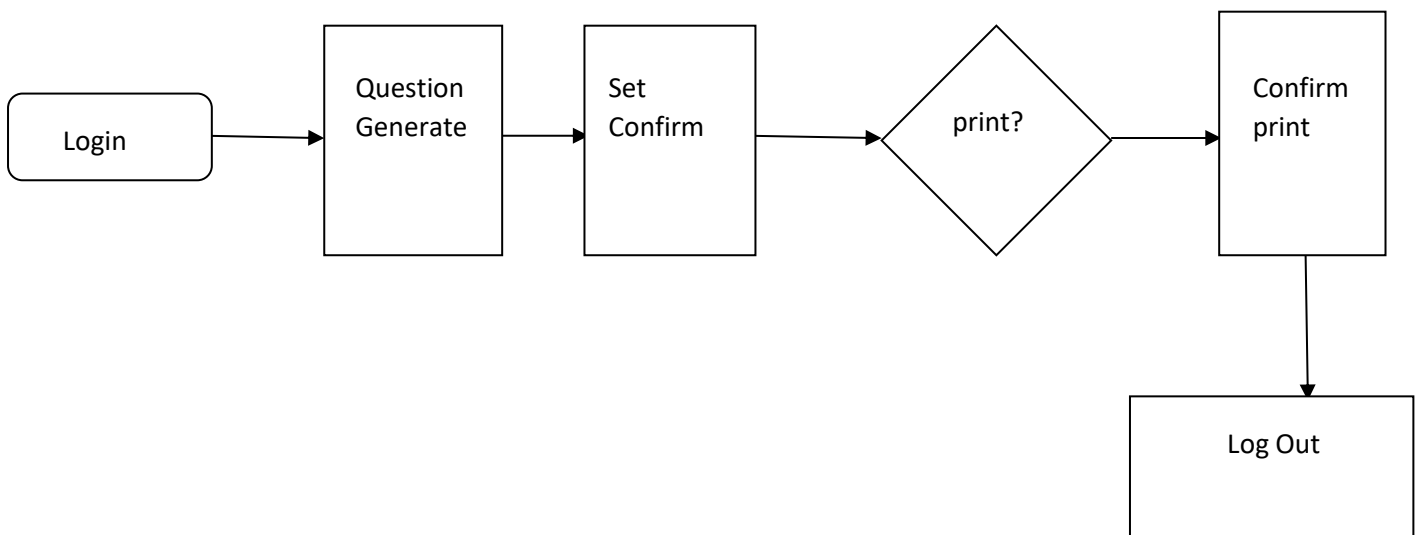 Login
Question
Generate
Set
Confirm
print?
Confirm
print
Log Out